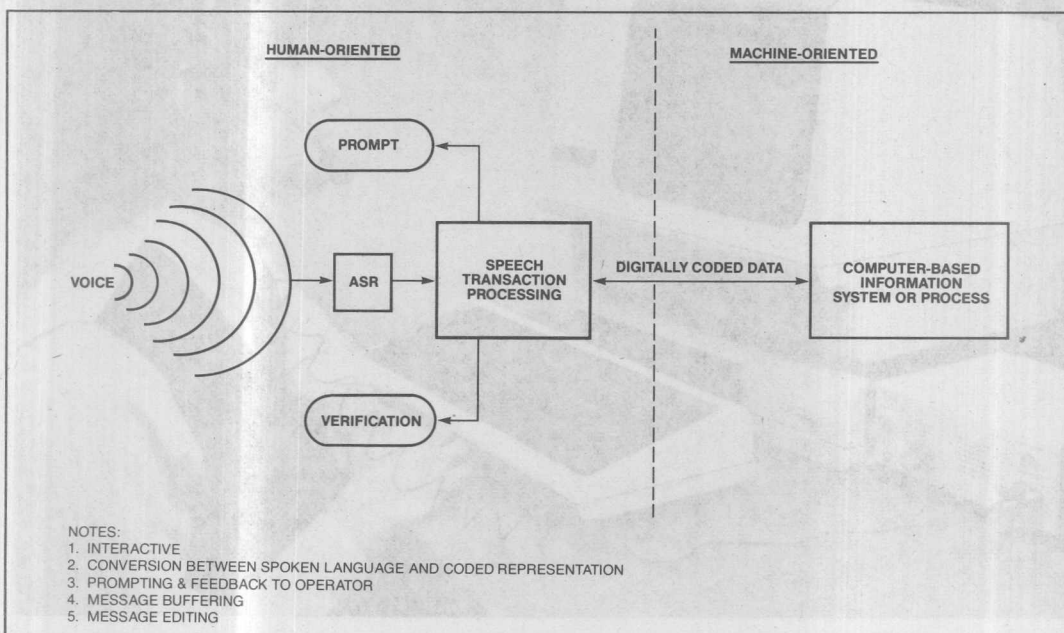 HUMAN-ORIENTED
MACHINE-ORIENTED
PROMPT
VOICE
ASR
SPEECH
TRANSACTION
PROCESSING
DIGITALLY CODED DATA
COMPUTER-BASED
INFORMATION
SYSTEM OR PROCESS
VERIFICATION
NOTES:
1. INTERACTIVE
2. CONVERSION BETWEEN SPOKEN LANGUAGE AND CODED REPRESENTATION
3. PROMPTING & FEEDBACK TO OPERATOR
4. MESSAGE BUFFERING
5. MESSAGE EDITING